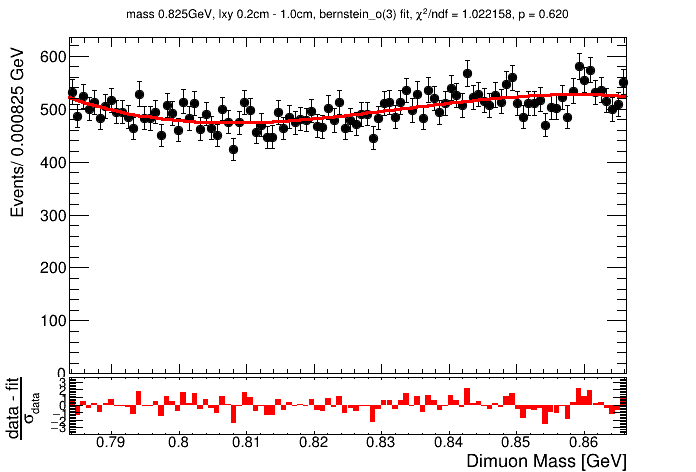 mass 0.825GeV, lxy 0.2cm - 1.0cm, bernstein_o(3) fit, χ²/ndf = 1.022158, p = 0.620
Events/ 0.000825 GeV
600
500
400
300
200
100
0
data - fit
σdata
3
2
1
0
−1
−2
−3
0.79 0.8 0.81 0.82 0.83 0.84 0.85 0.86
Dimuon Mass [GeV]